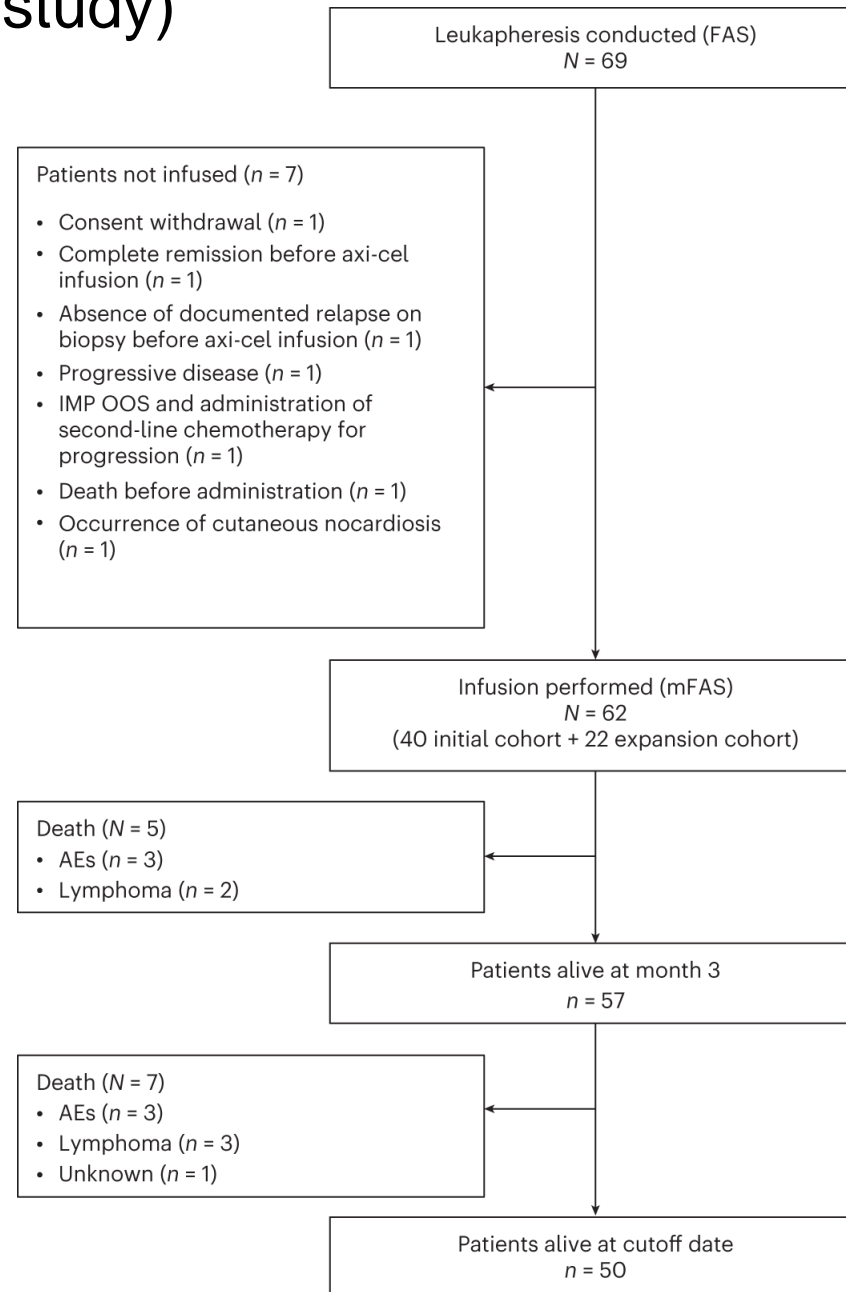 study)
Leukapheresis conducted (FAS)
N = 69
Patients not infused (n = 7)
• Consent withdrawal (n = 1)
• Complete remission before axi-cel
infusion (n = 1)
• Absence of documented relapse on
biopsy before axi-cel infusion (n = 1)
• Progressive disease (n = 1)
• IMP OOS and administration of
second-line chemotherapy for
progression (n = 1)
• Death before administration (n = 1)
• Occurrence of cutaneous nocardiosis
(n = 1)
Infusion performed (mFAS)
N = 62
(40 initial cohort + 22 expansion cohort)
Death (N = 5)
• AEs (n = 3)
• Lymphoma (n = 2)
Patients alive at month 3
n = 57
Death (N = 7)
• AEs (n = 3)
• Lymphoma (n = 3)
• Unknown (n = 1)
Patients alive at cutoff date
n = 50